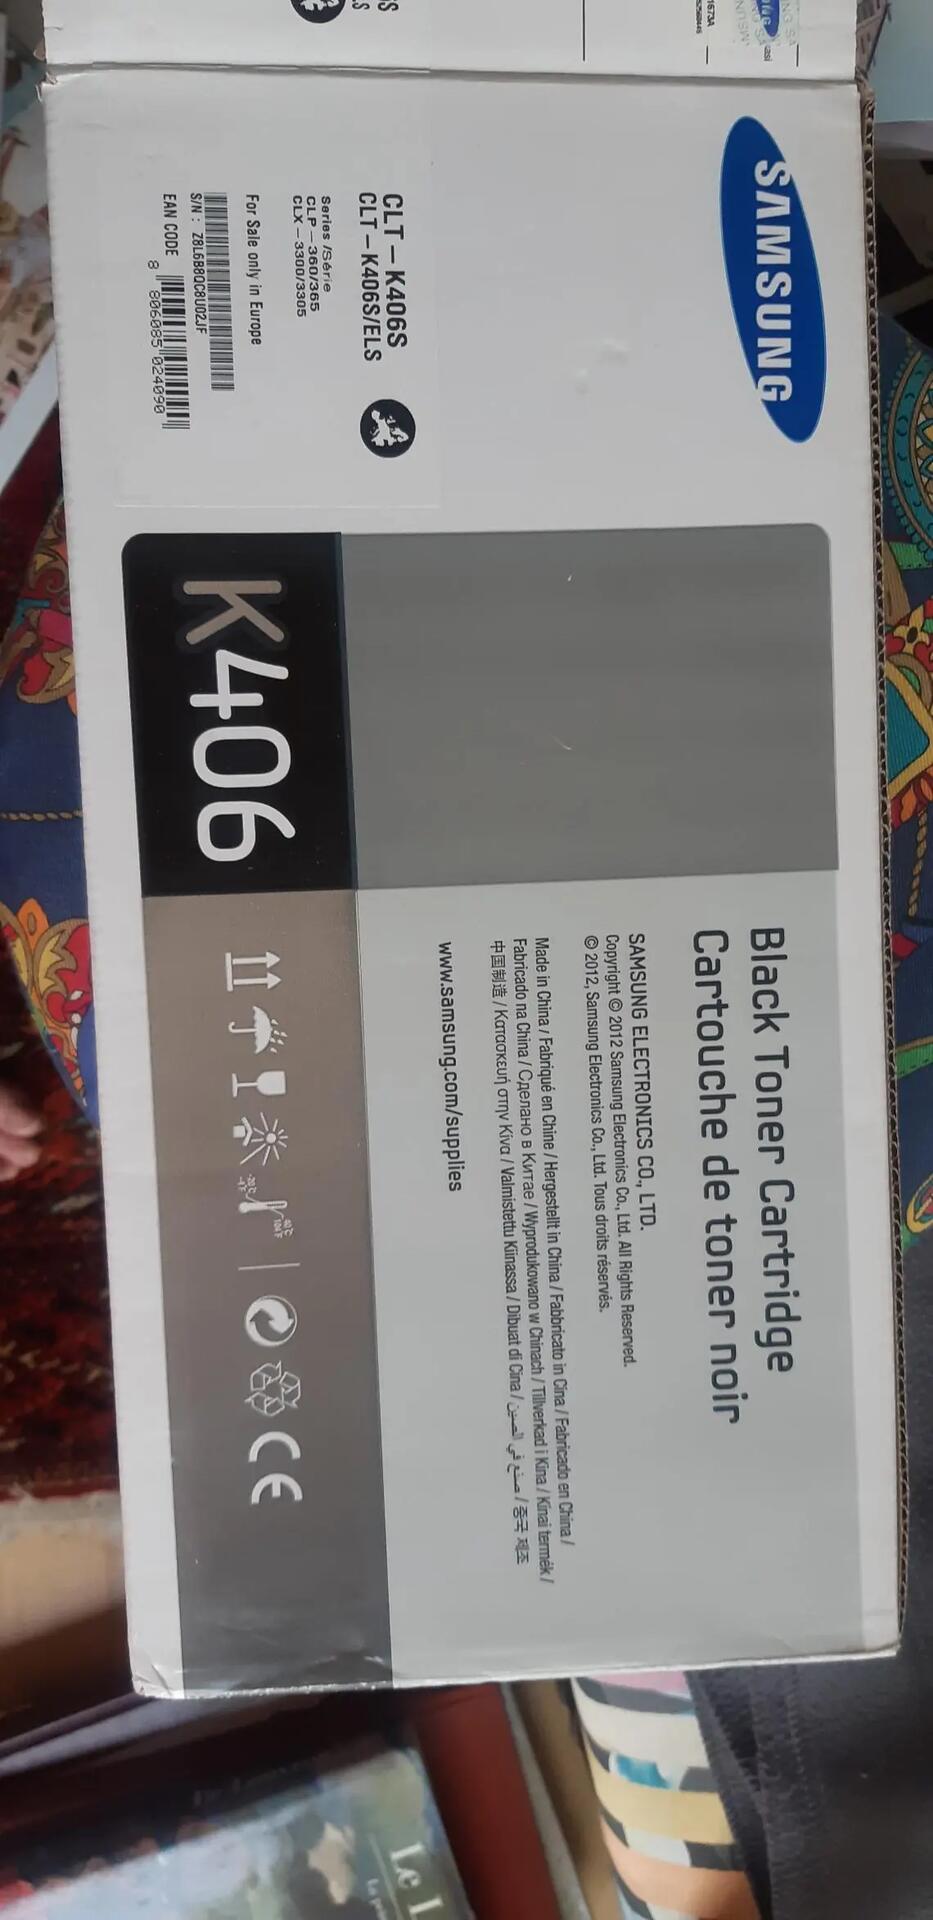 SAMSUNG
CLT-K406S
CLT-K406S/ELS
Series /Série
CLP-360/365
CLX-3300/3305
For Sale only in Europe
S/N : Z8L6B8QC8U02JF
EAN CODE
8 806085 024090
K406
Black Toner Cartridge
Cartouche de toner noir
SAMSUNG ELECTRONICS CO., LTD.
Copyright © 2012 Samsung Electronics Co., Ltd. All Rights Reserved.
© 2012, Samsung Electronics Co., Ltd. Tous droits réservés.
Made in China / Fabriqué en Chine / Hergestellt in China / Fabbricato in Cina / Fabricado en China /
Fabricado na China / Сделано в Китае / Wyprodukowano w Chinach / Tillverkad i Kina / Kínai termék /
中国制造 / Κατασκευή στην Κίνα / Valmistettu Kiinassa / Dibuat di Cina / صنع في الصين / 중국 제조
www.samsung.com/supplies
CE
Le